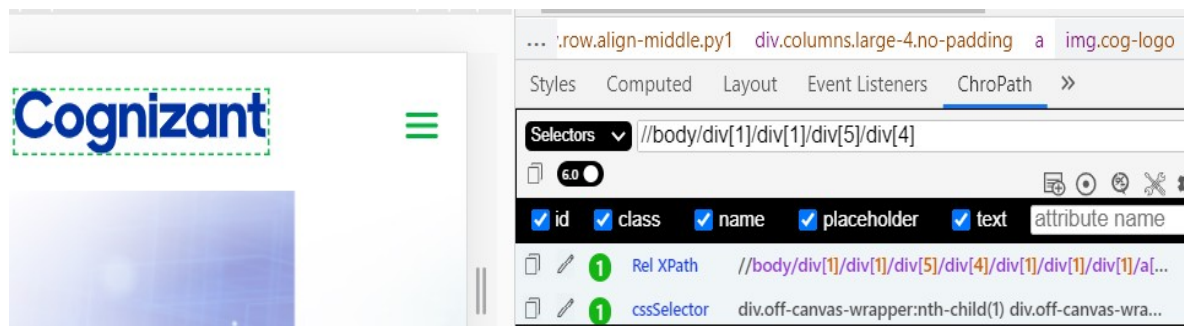 Cognizant
... .row.align-middle.py1 div.columns.large-4.no-padding a img.cog-logo
Styles Computed Layout Event Listeners ChroPath »
Selectors //body/div[1]/div[1]/div[5]/div[4]
6.0
id class name placeholder text attribute name
1 Rel XPath //body/div[1]/div[1]/div[5]/div[4]/div[1]/div[1]/div[1]/a[...
1 cssSelector div.off-canvas-wrapper:nth-child(1) div.off-canvas-wra...